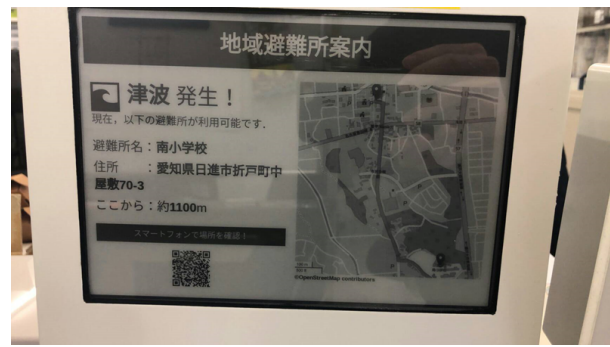 地域避難所案内
津波 発生！
現在，以下の避難所が利用可能です．
避難所名：南小学校
住所　　：愛知県日進市折戸町中
屋敷70-3
ここから：約1100m
スマートフォンで場所を確認！
©OpenStreetMap contributors